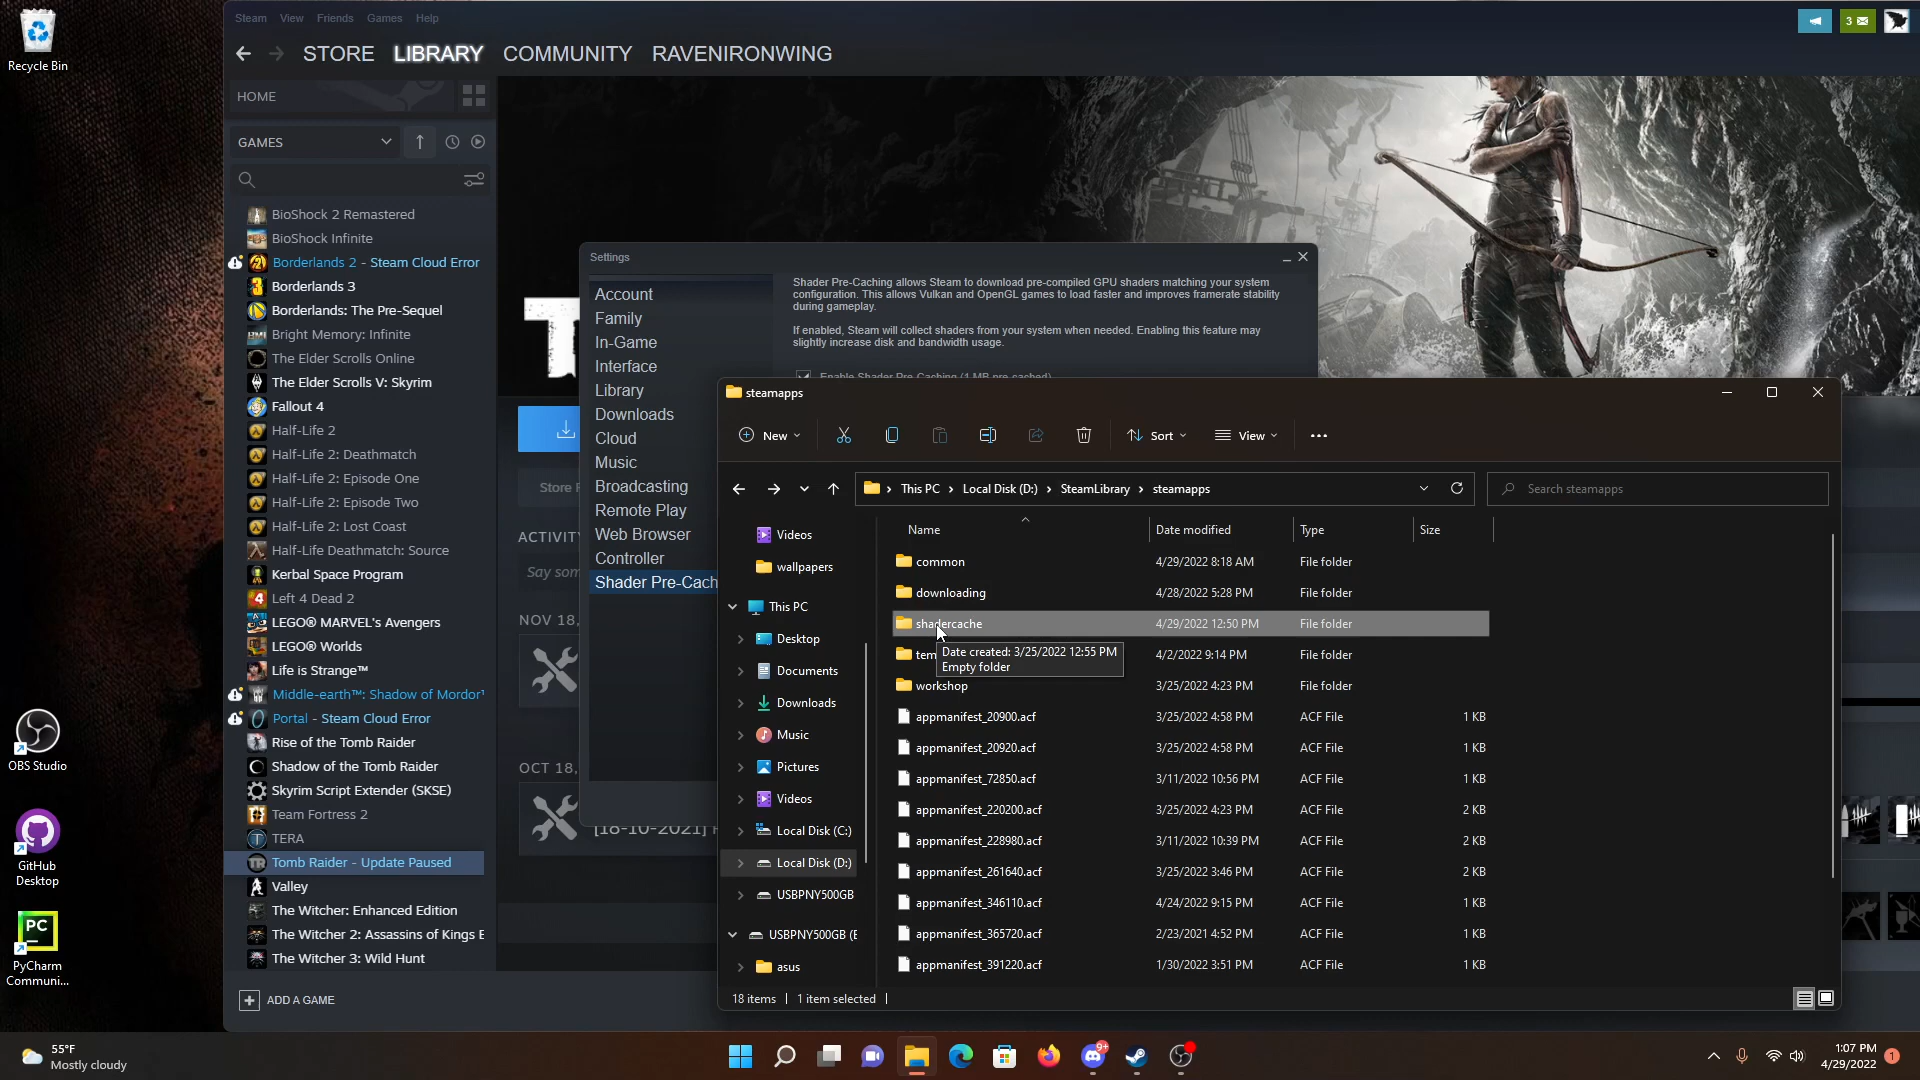 Recycle Bin
OBS Studio
GitHub
Desktop
PC
PyCharm
Communi...
Steam View Friends Games Help
3
STORE LIBRARY COMMUNITY RAVENIRONWING
HOME
GAMES
BioShock 2 Remastered
BioShock Infinite
Borderlands 2 - Steam Cloud Error
Borderlands 3
Borderlands: The Pre-Sequel
Bright Memory: Infinite
The Elder Scrolls Online
The Elder Scrolls V: Skyrim
Fallout 4
Half-Life 2
Half-Life 2: Deathmatch
Half-Life 2: Episode One
Half-Life 2: Episode Two
Half-Life 2: Lost Coast
Half-Life Deathmatch: Source
Kerbal Space Program
Left 4 Dead 2
LEGO® MARVEL's Avengers
LEGO® Worlds
Life is Strange™
Middle-earth™: Shadow of Mordor™
Portal - Steam Cloud Error
Rise of the Tomb Raider
Shadow of the Tomb Raider
Skyrim Script Extender (SKSE)
Team Fortress 2
TERA
Tomb Raider - Update Paused
Valley
The Witcher: Enhanced Edition
The Witcher 2: Assassins of Kings E
The Witcher 3: Wild Hunt
ADD A GAME
T
Store
ACTIVITY
Say som
NOV 18,
OCT 18,
[18-10-2021]
Settings
Account
Family
In-Game
Interface
Library
Downloads
Cloud
Music
Broadcasting
Remote Play
Web Browser
Controller
Shader Pre-Cach
Shader Pre-Caching allows Steam to download pre-compiled GPU shaders matching your system
configuration. This allows Vulkan and OpenGL games to load faster and improves framerate stability
during gameplay.
If enabled, Steam will collect shaders from your system when needed. Enabling this feature may
slightly increase disk and bandwidth usage.
Enable Shader Pre-Caching (1 MB pre-cached)
steamapps
New Sort View
This PC Local Disk (D:) SteamLibrary steamapps
Search steamapps
Videos
wallpapers
This PC
Desktop
Documents
Downloads
Music
Pictures
Videos
Local Disk (C:)
Local Disk (D:)
USBPNY500GB
USBPNY500GB (E
asus
Name Date modified Type Size
common 4/29/2022 8:18 AM File folder
downloading 4/28/2022 5:28 PM File folder
shadercache 4/29/2022 12:50 PM File folder
tem 4/2/2022 9:14 PM File folder
workshop 3/25/2022 4:23 PM File folder
appmanifest_20900.acf 3/25/2022 4:58 PM ACF File 1 KB
appmanifest_20920.acf 3/25/2022 4:58 PM ACF File 1 KB
appmanifest_72850.acf 3/11/2022 10:56 PM ACF File 1 KB
appmanifest_220200.acf 3/25/2022 4:23 PM ACF File 2 KB
appmanifest_228980.acf 3/11/2022 10:39 PM ACF File 2 KB
appmanifest_261640.acf 3/25/2022 3:46 PM ACF File 2 KB
appmanifest_346110.acf 4/24/2022 9:15 PM ACF File 1 KB
appmanifest_365720.acf 2/23/2021 4:52 PM ACF File 1 KB
appmanifest_391220.acf 1/30/2022 3:51 PM ACF File 1 KB
Date created: 3/25/2022 12:55 PM
Empty folder
18 items 1 item selected
55°F
Mostly cloudy
9+
1:07 PM
4/29/2022
1